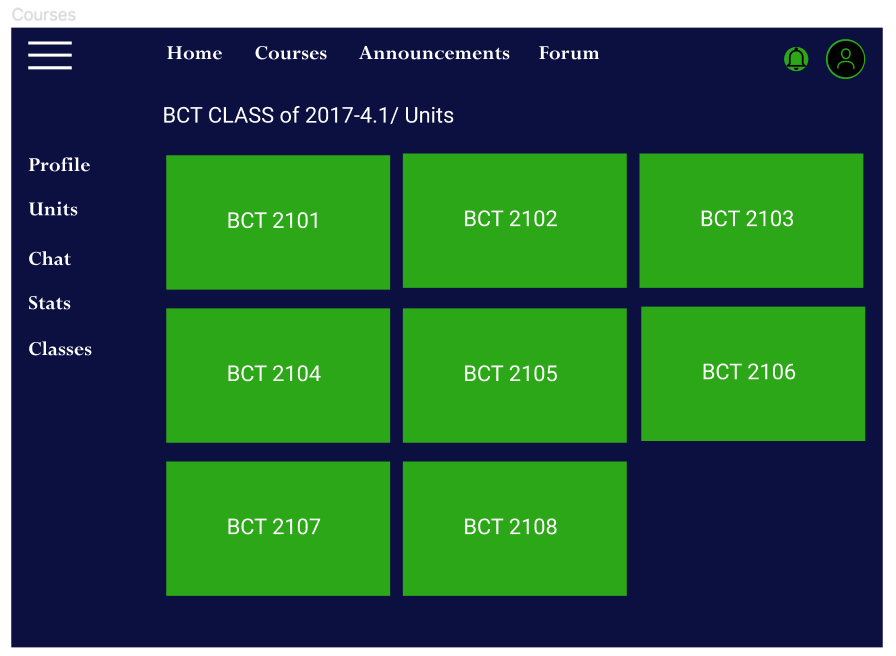 Courses
Home Courses Announcements Forum
BCT CLASS of 2017-4.1/ Units
Profile
Units
Chat
Stats
Classes
BCT 2101 BCT 2102 BCT 2103
BCT 2104 BCT 2105 BCT 2106
BCT 2107 BCT 2108